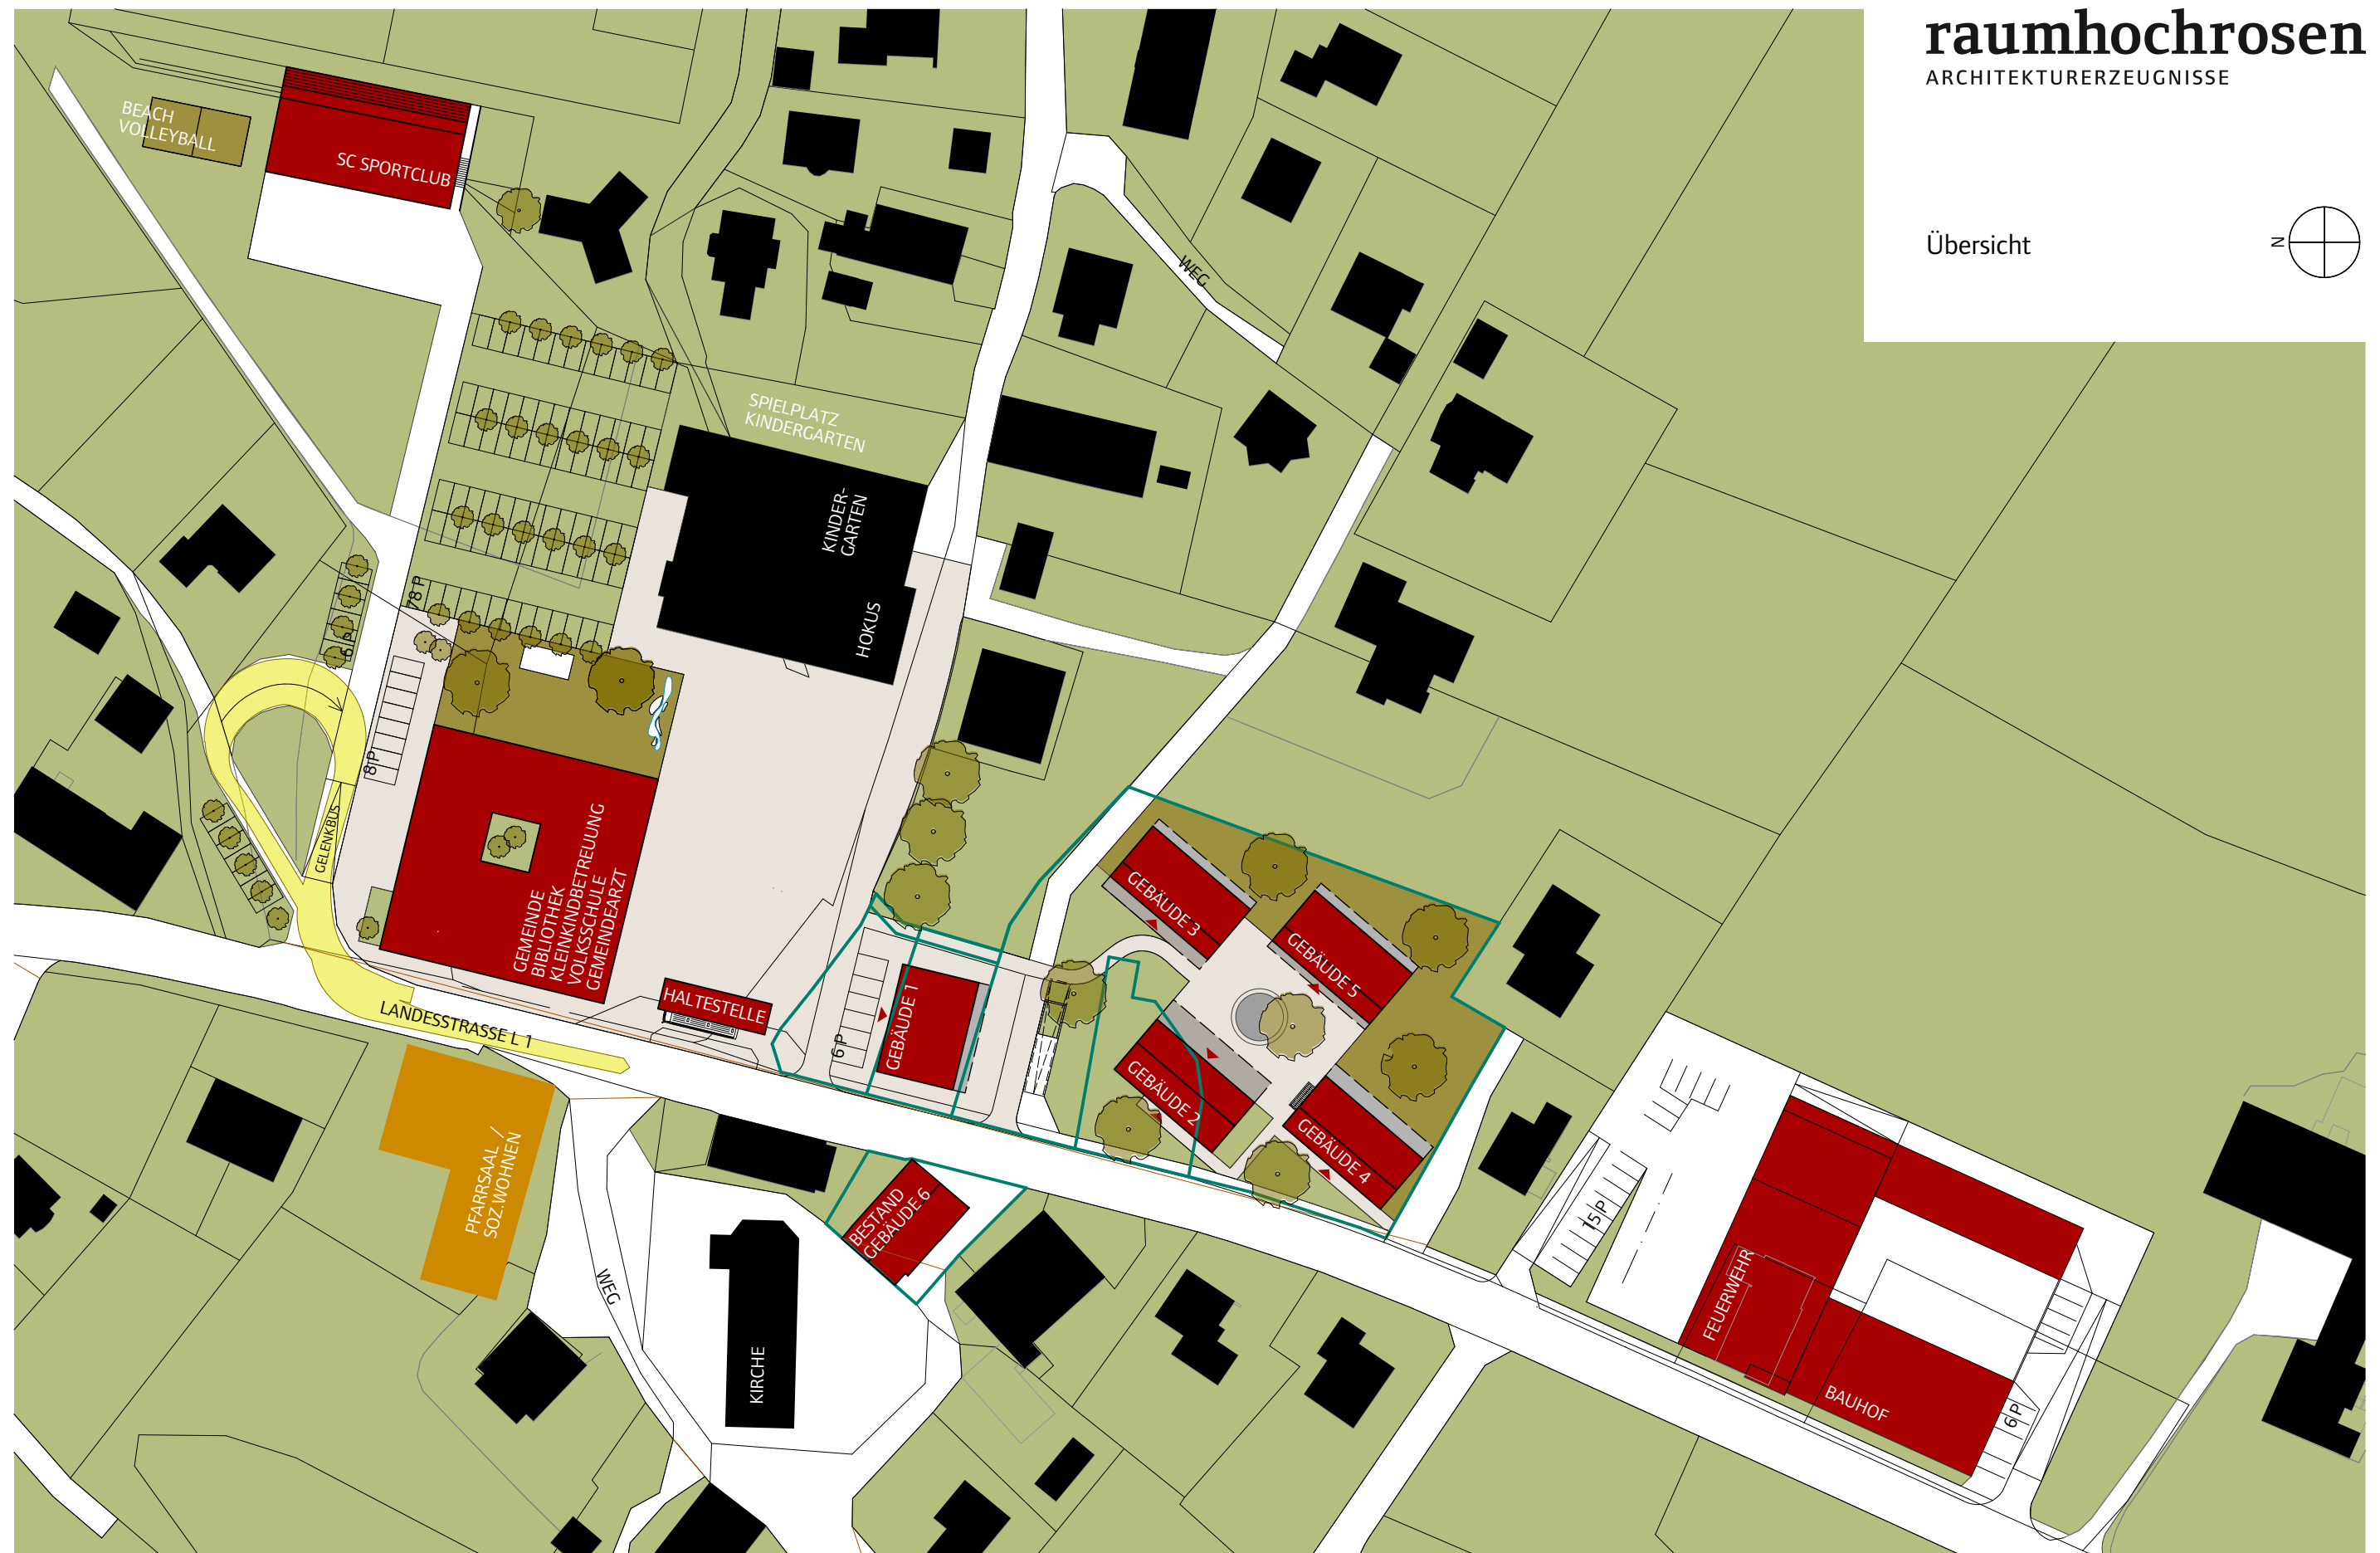 raumhochrosen
ARCHITEKTURERZEUGNISSE
Übersicht
N
BEACH
VOLLEYBALL
SC SPORTCLUB
WEG
SPIELPLATZ
KINDERGARTEN
KINDER-
GARTEN
HOKUS
78 P
6 P
8 P
GELENKBUS
GEMEINDE
BIBLIOTHEK
KLEINKINDBETREUUNG
VOLKSSCHULE
GEMEINDEARZT
HALTESTELLE
LANDESSTRASSE L 1
6 P
GEBÄUDE 1
GEBÄUDE 3
GEBÄUDE 5
GEBÄUDE 2
GEBÄUDE 4
PFARRSAAL /
SOZ.WOHNEN
BESTAND
GEBÄUDE 6
WEG
KIRCHE
15 P
FEUERWEHR
BAUHOF
6 P